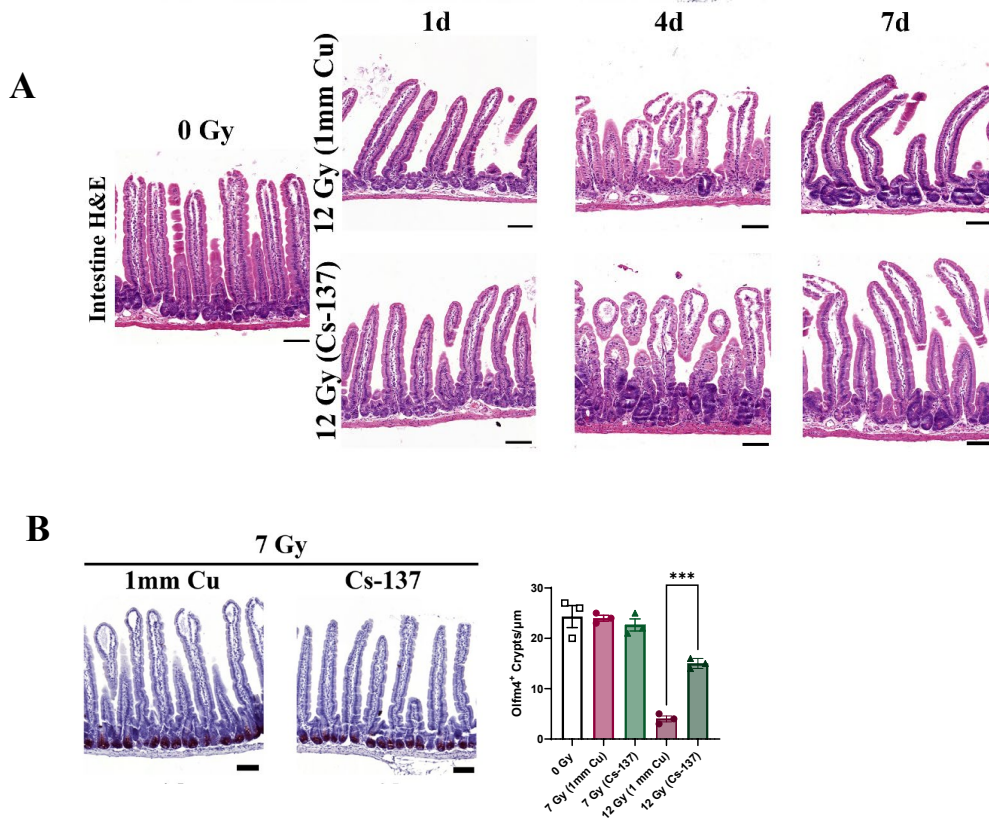 A
1d
4d
7d
0 Gy
Intestine H&E
12 Gy (1mm Cu)
12 Gy (Cs-137)
B
7 Gy
1mm Cu
Cs-137
***
30
20
10
0
Olfm4⁺ Crypts/µm
0 Gy
7 Gy (1mm Cu)
7 Gy (Cs-137)
12 Gy (1 mm Cu)
12 Gy (Cs-137)